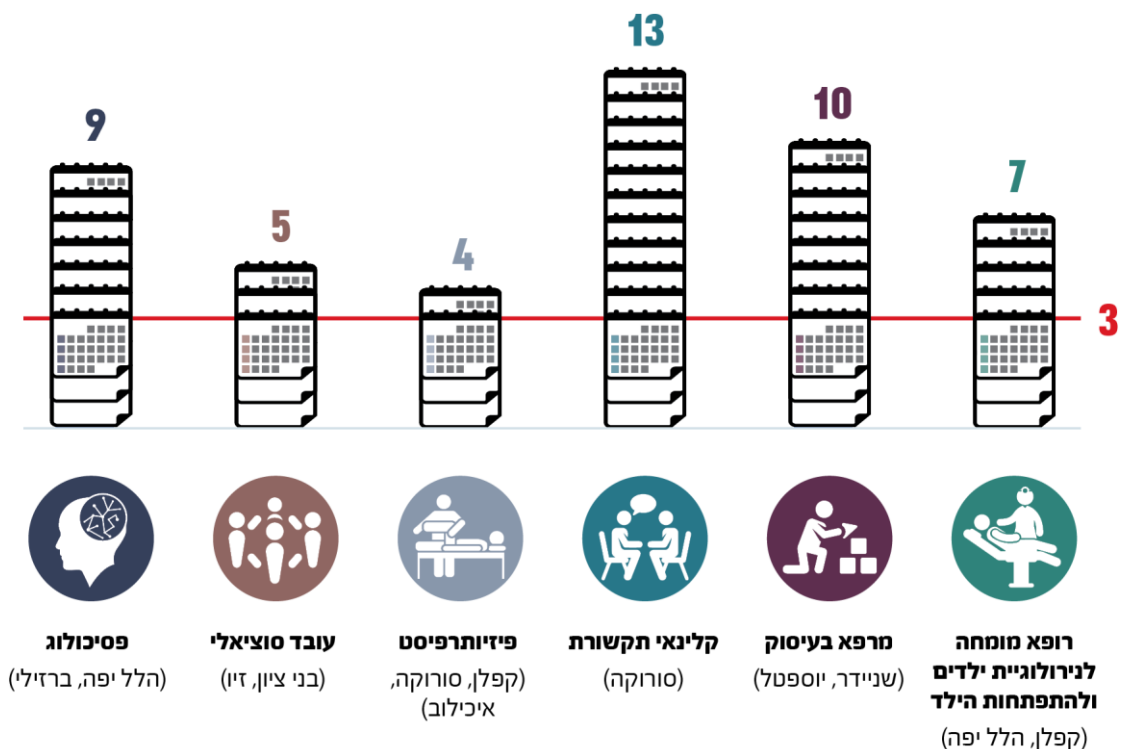 13
10
9
7
5
4
3
רופא מומחה
לנירולוגיית ילדים
ולהתפתחות הילד
(קפלן, הלל יפה)
מרפא בעיסוק
(שניידר, יוספטל)
קלינאי תקשורת
(סורוקה)
פיזיותרפיסט
(קפלן, סורוקה,
איכילוב)
עובד סוציאלי
(בני ציון, זיו)
פסיכולוג
(הלל יפה, ברזילי)